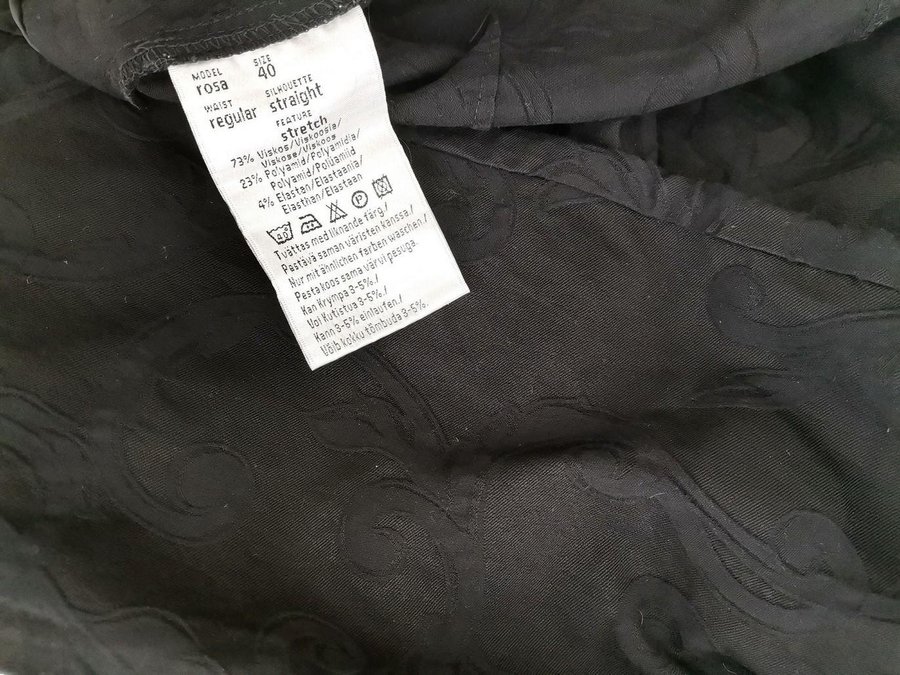 MODEL SIZE
rosa 40
WAIST SILHOUETTE
regular straight
FEATURE
stretch
73% Viskos/Viskoosia/
Viskose/Viskoos
23% Polyamid/Polyamidia/
Polyamid/Polüamiid
4% Elastan/Elastaania/
Elasthan/Elastaan
40 P
Tvättas med liknande färg./
Pestävä saman väristen kanssa./
Nur mit ähnlichen farben waschen./
Pesta koos sama värvi pesuga.
Kan Krympa 3-5%./
Voi Kutistua 3-5%./
Kann 3-5% einlaufen./
Võib kokku tõmbuda 3-5%.